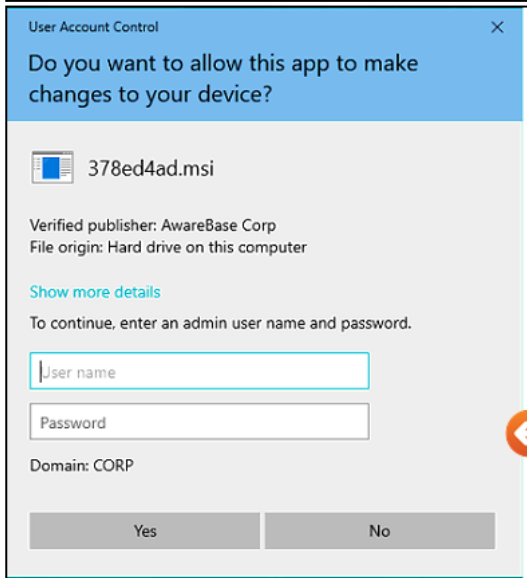 User Account Control
Do you want to allow this app to make
changes to your device?
378ed4ad.msi
Verified publisher: AwareBase Corp
File origin: Hard drive on this computer
Show more details
To continue, enter an admin user name and password.
User name
Password
Domain: CORP
Yes
No